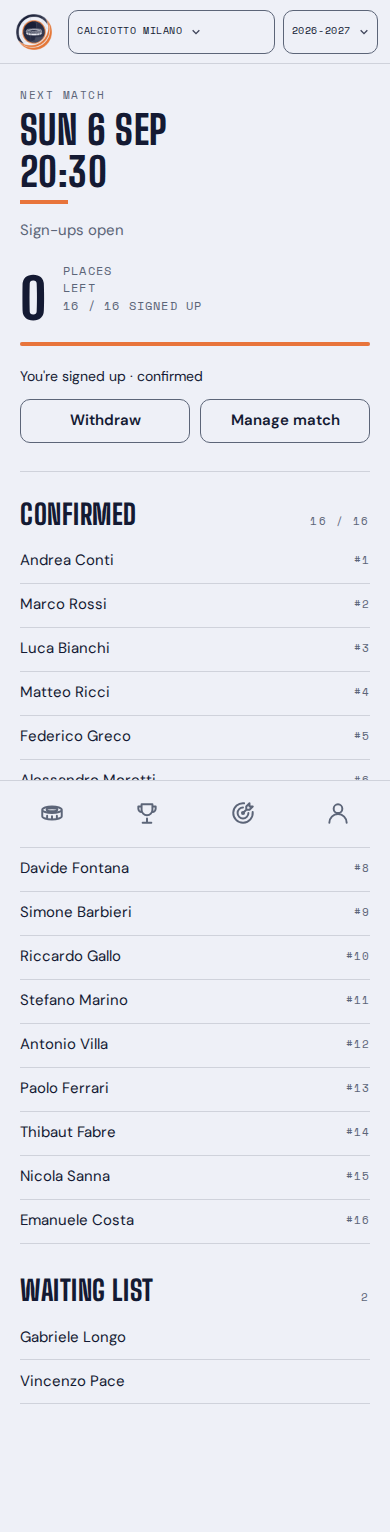 CALCIOTTO MILANO
2026-2027
NEXT MATCH
SUN 6 SEP
20:30
Sign-ups open
0
PLACES
LEFT
16 / 16 SIGNED UP
You're signed up · confirmed
Withdraw
Manage match
CONFIRMED
16 / 16
Andrea Conti
#1
Marco Rossi
#2
Luca Bianchi
#3
Matteo Ricci
#4
Federico Greco
#5
Alessandro Moretti
#6
Davide Fontana
#8
Simone Barbieri
#9
Riccardo Gallo
#10
Stefano Marino
#11
Antonio Villa
#12
Paolo Ferrari
#13
Thibaut Fabre
#14
Nicola Sanna
#15
Emanuele Costa
#16
WAITING LIST
2
Gabriele Longo
Vincenzo Pace